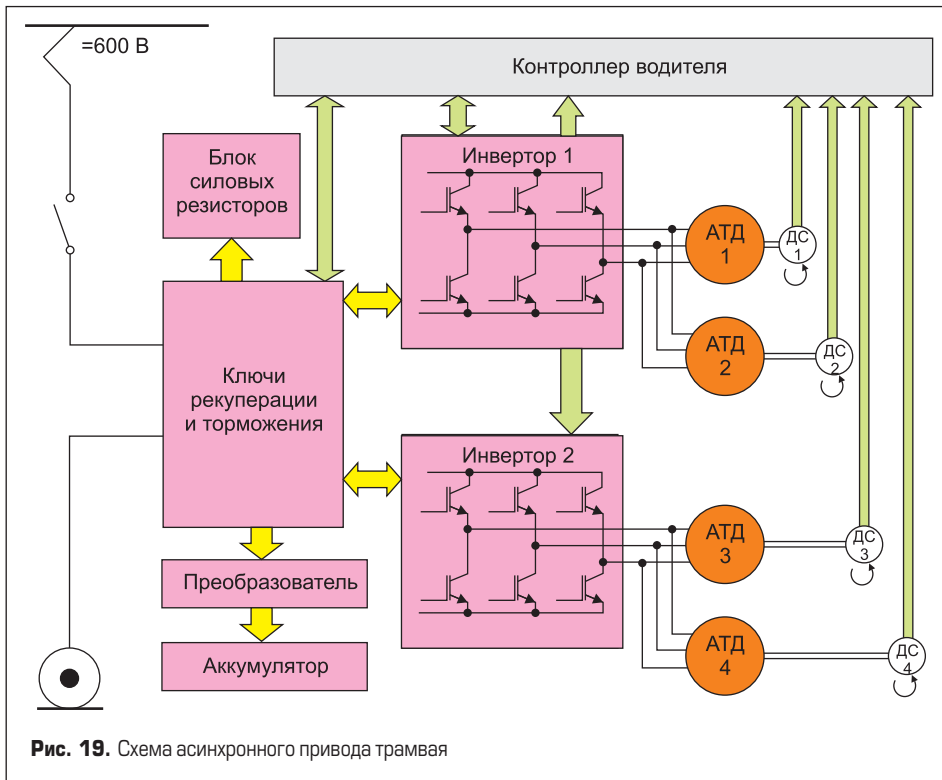 =600 В
Контроллер водителя
Блок
силовых
резисторов
Инвертор 1
АТД
1
ДС
1
АТД
2
ДС
2
Ключи
рекуперации
и торможения
Инвертор 2
АТД
3
ДС
3
Преобразователь
АТД
4
ДС
4
Аккумулятор
Рис. 19. Схема асинхронного привода трамвая